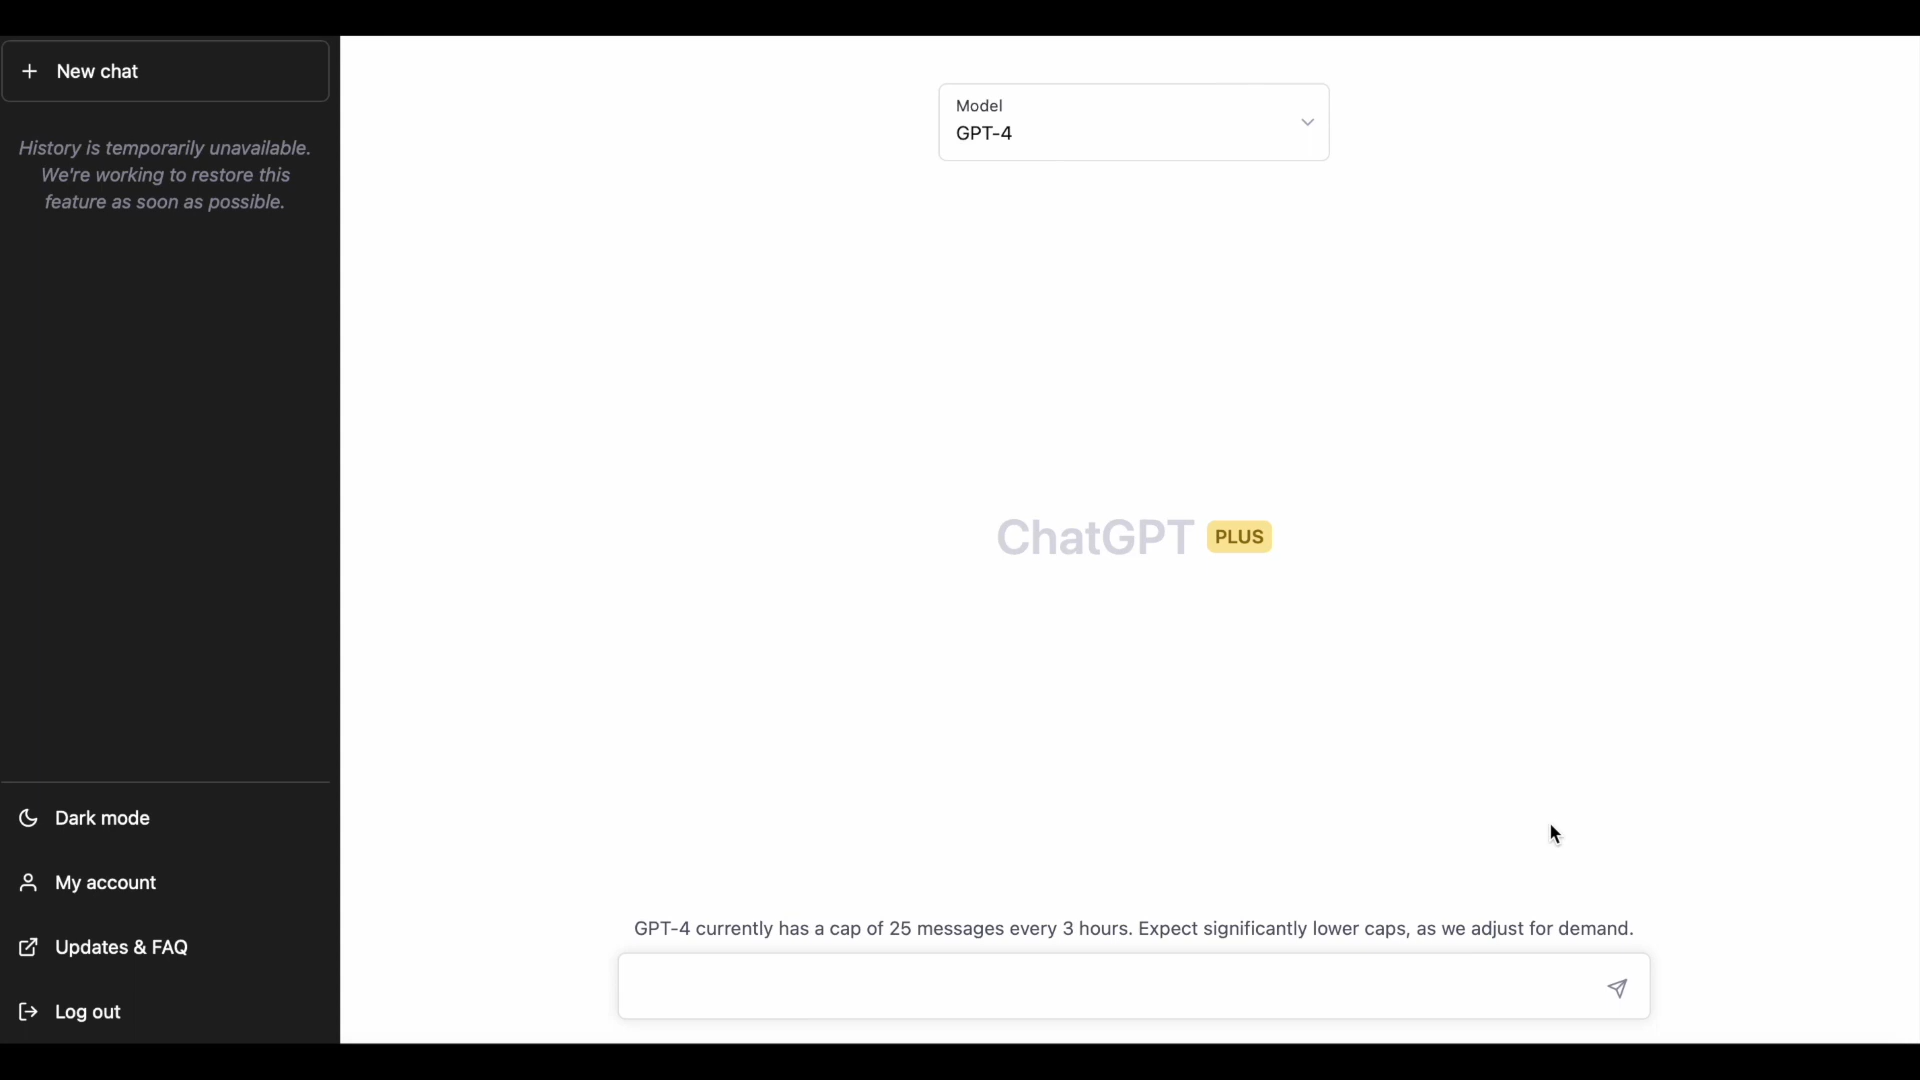 New chat
History is temporarily unavailable.
We're working to restore this
feature as soon as possible.
Dark mode
My account
Updates & FAQ
Log out
Model
GPT-4
ChatGPT PLUS
GPT-4 currently has a cap of 25 messages every 3 hours. Expect significantly lower caps, as we adjust for demand.